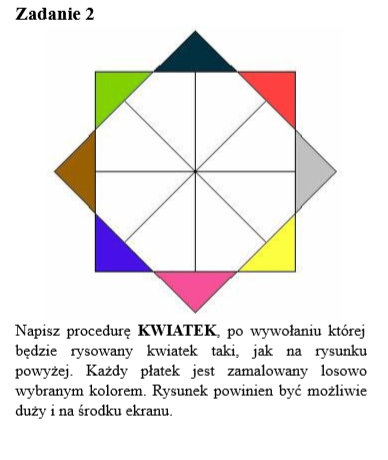 Zadanie 2
Napisz procedurę KWIATEK, po wywołaniu której
będzie rysowany kwiatek taki, jak na rysunku
powyżej. Każdy płatek jest zamalowany losowo
wybranym kolorem. Rysunek powinien być możliwie
duży i na środku ekranu.